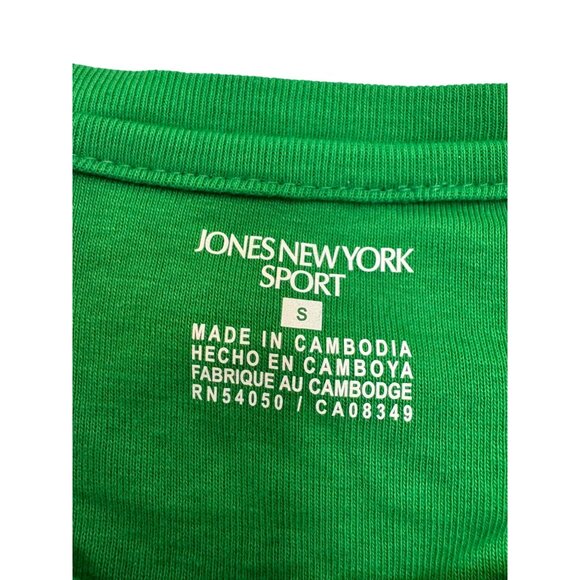 JONES NEW YORK
SPORT
S
MADE IN CAMBODIA
HECHO EN CAMBOYA
FABRIQUE AU CAMBODGE
RN54050 / CA08349